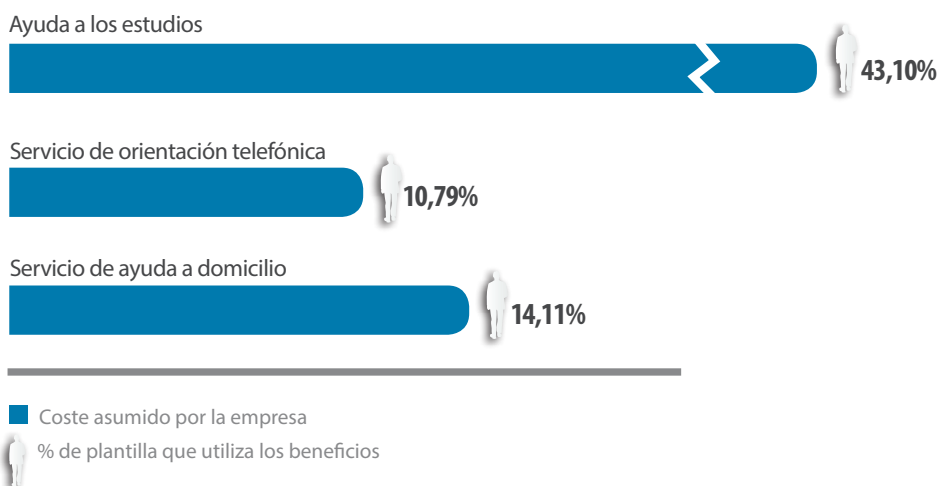 Ayuda a los estudios
43,10%
Servicio de orientación telefónica
10,79%
Servicio de ayuda a domicilio
14,11%
Coste asumido por la empresa
% de plantilla que utiliza los beneficios